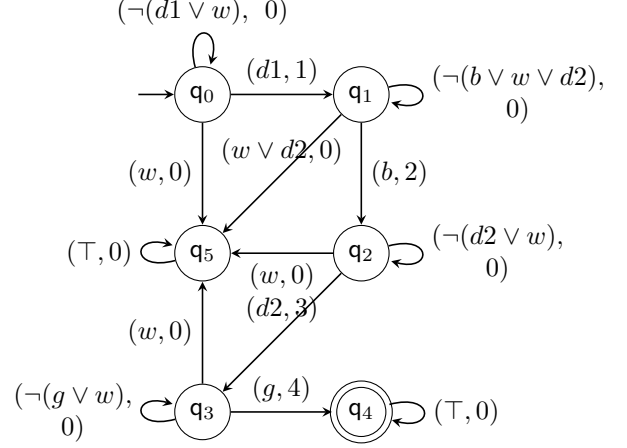 (¬(d1 ∨ w), 0)
q0
(d1, 1)
q1
(¬(b ∨ w ∨ d2),
0)
(w, 0)
(w ∨ d2, 0)
(b, 2)
(⊤, 0)
q5
q2
(¬(d2 ∨ w),
0)
(w, 0)
(d2, 3)
(w, 0)
(¬(g ∨ w),
0)
q3
(g, 4)
q4
(⊤, 0)